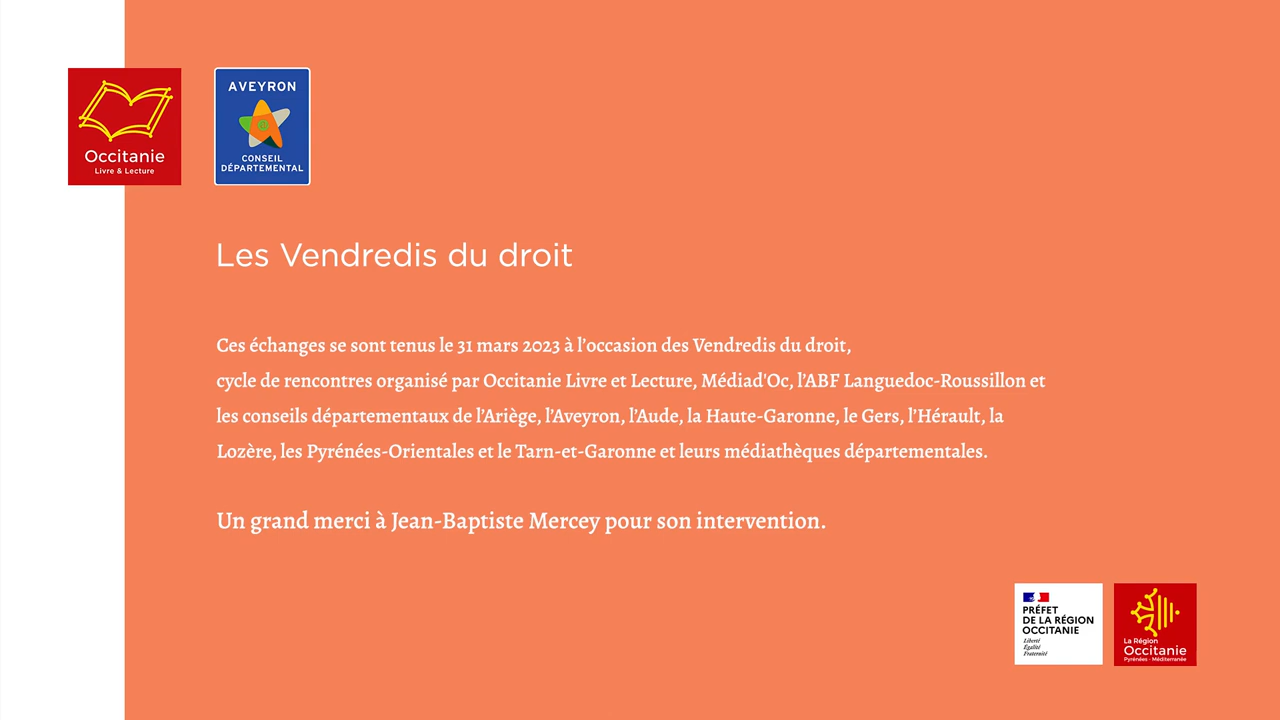 Occitanie
Livre & Lecture
AVEYRON
CONSEIL
DÉPARTEMENTAL
Les Vendredis du droit
Ces échanges se sont tenus le 31 mars 2023 à l'occasion des Vendredis du droit,
cycle de rencontres organisé par Occitanie Livre et Lecture, Médiad'Oc, l'ABF Languedoc-Roussillon et
les conseils départementaux de l'Ariège, l'Aveyron, l'Aude, la Haute-Garonne, le Gers, l'Hérault, la
Lozère, les Pyrénées-Orientales et le Tarn-et-Garonne et leurs médiathèques départementales.
Un grand merci à Jean-Baptiste Mercey pour son intervention.
PRÉFET
DE LA RÉGION
OCCITANIE
Liberté
Égalité
Fraternité
La Région
Occitanie
Pyrénées - Méditerranée